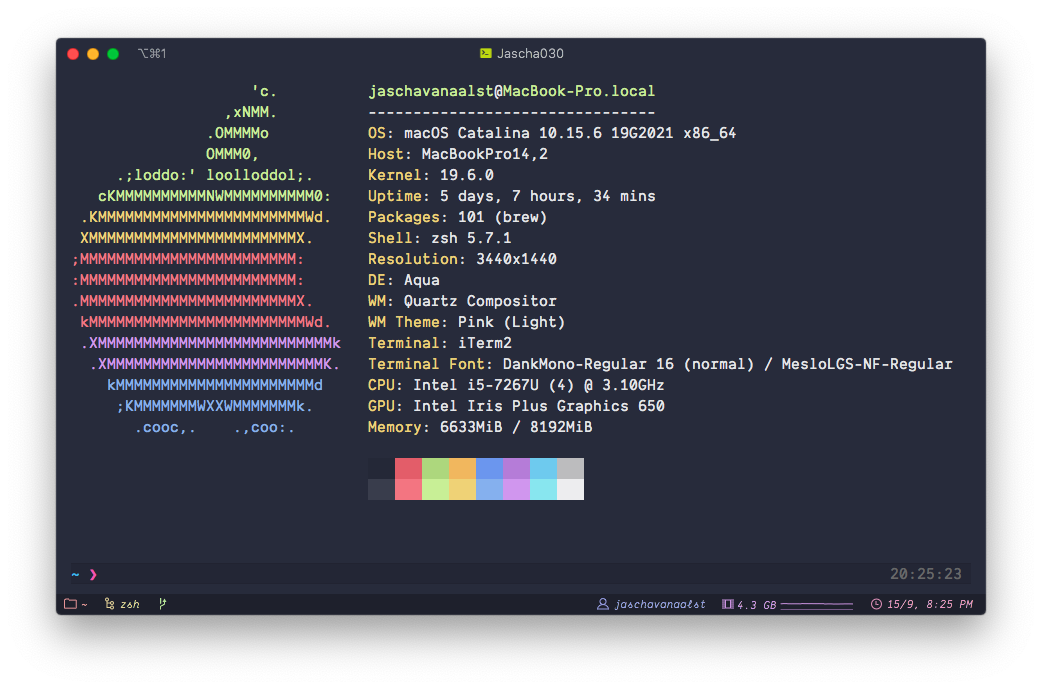 ⌥⌘1 Jascha030
'c. jaschavanaalst@MacBook-Pro.local
,xNMM. --------------------------------
.OMMMMo OS: macOS Catalina 10.15.6 19G2021 x86_64
OMMM0, Host: MacBookPro14,2
.;loddo:' loolloddol;. Kernel: 19.6.0
cKMMMMMMMMMMNWMMMMMMMMMM0: Uptime: 5 days, 7 hours, 34 mins
.KMMMMMMMMMMMMMMMMMMMMMMMWd. Packages: 101 (brew)
XMMMMMMMMMMMMMMMMMMMMMMMX. Shell: zsh 5.7.1
;MMMMMMMMMMMMMMMMMMMMMMMM: Resolution: 3440x1440
:MMMMMMMMMMMMMMMMMMMMMMMM: DE: Aqua
.MMMMMMMMMMMMMMMMMMMMMMMMX. WM: Quartz Compositor
kMMMMMMMMMMMMMMMMMMMMMMMMWd. WM Theme: Pink (Light)
.XMMMMMMMMMMMMMMMMMMMMMMMMMMk Terminal: iTerm2
.XMMMMMMMMMMMMMMMMMMMMMMMMK. Terminal Font: DankMono-Regular 16 (normal) / MesloLGS-NF-Regular
kMMMMMMMMMMMMMMMMMMMMMMd CPU: Intel i5-7267U (4) @ 3.10GHz
;KMMMMMMMWXXWMMMMMMMk. GPU: Intel Iris Plus Graphics 650
.cooc,. .,coo:. Memory: 6633MiB / 8192MiB
~ ❯ 20:25:23
~ zsh jaschavanaalst 4.3 GB 15/9, 8:25 PM